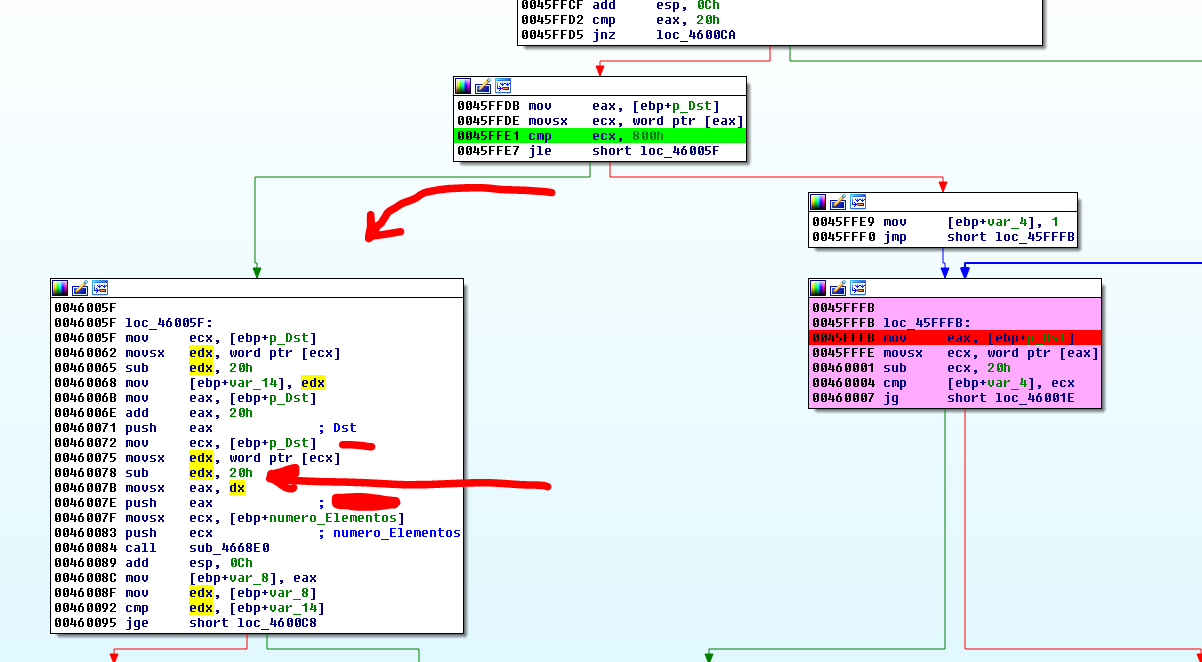 0045FFCF add     esp, 0Ch
0045FFD2 cmp     eax, 20h
0045FFD5 jnz     loc_4600CA
0045FFDB mov     eax, [ebp+p_Dst]
0045FFDE movsx   ecx, word ptr [eax]
0045FFE1 cmp     ecx, 800h
0045FFE7 jle     short loc_46005F
0045FFE9 mov     [ebp+var_4], 1
0045FFF0 jmp     short loc_45FFFB
0046005F
0046005F loc_46005F:
0046005F mov     ecx, [ebp+p_Dst]
00460062 movsx   edx, word ptr [ecx]
00460065 sub     edx, 20h
00460068 mov     [ebp+var_14], edx
0046006B mov     eax, [ebp+p_Dst]
0046006E add     eax, 20h
00460071 push    eax             ; Dst
00460072 mov     ecx, [ebp+p_Dst]
00460075 movsx   edx, word ptr [ecx]
00460078 sub     edx, 20h
0046007B movsx   eax, dx
0046007E push    eax             ;
0046007F movsx   ecx, [ebp+numero_Elementos]
00460083 push    ecx             ; numero_Elementos
00460084 call    sub_4668E0
00460089 add     esp, 0Ch
0046008C mov     [ebp+var_8], eax
0046008F mov     edx, [ebp+var_8]
00460092 cmp     edx, [ebp+var_14]
00460095 jge     short loc_4600C8
0045FFFB
0045FFFB loc_45FFFB:
0045FFFB mov     eax, [ebp+p_Dst]
0045FFFE movsx   ecx, word ptr [eax]
00460001 sub     ecx, 20h
00460004 cmp     [ebp+var_4], ecx
00460007 jg      short loc_46001E